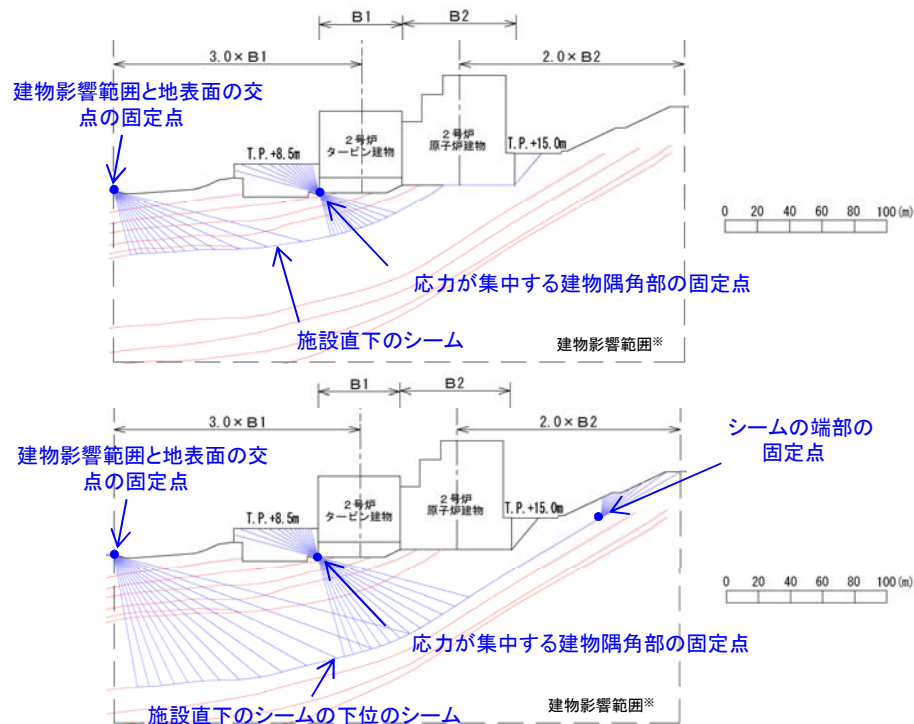 B1
B2
3.0×B1
2.0×B2
建物影響範囲と地表面の交
点の固定点
2号炉
タービン建物
2号炉
原子炉建物
T.P.+8.5m
T.P.+15.0m
0 20 40 60 80 100(m)
応力が集中する建物隅角部の固定点
施設直下のシーム
建物影響範囲※
B1
B2
3.0×B1
2.0×B2
シームの端部の
固定点
建物影響範囲と地表面の交
点の固定点
2号炉
タービン建物
2号炉
原子炉建物
T.P.+8.5m
T.P.+15.0m
0 20 40 60 80 100(m)
応力が集中する建物隅角部の固定点
施設直下のシームの下位のシーム
建物影響範囲※